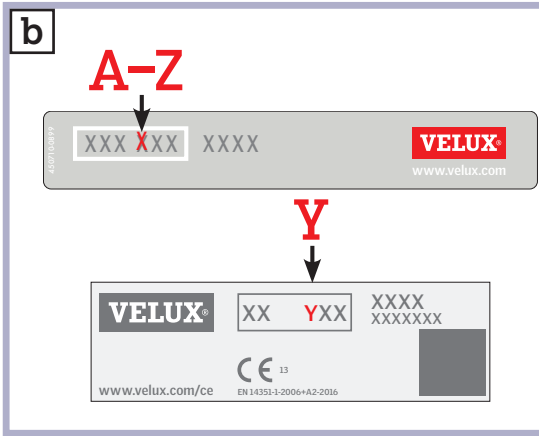 b
A–Z
XXX XXX XXXX
4507100899
VELUX®
www.velux.com
Y
VELUX®
XX YXX
XXXX
XXXXXXX
CE 13
www.velux.com/ce
EN 14351-1-2006+A2-2016